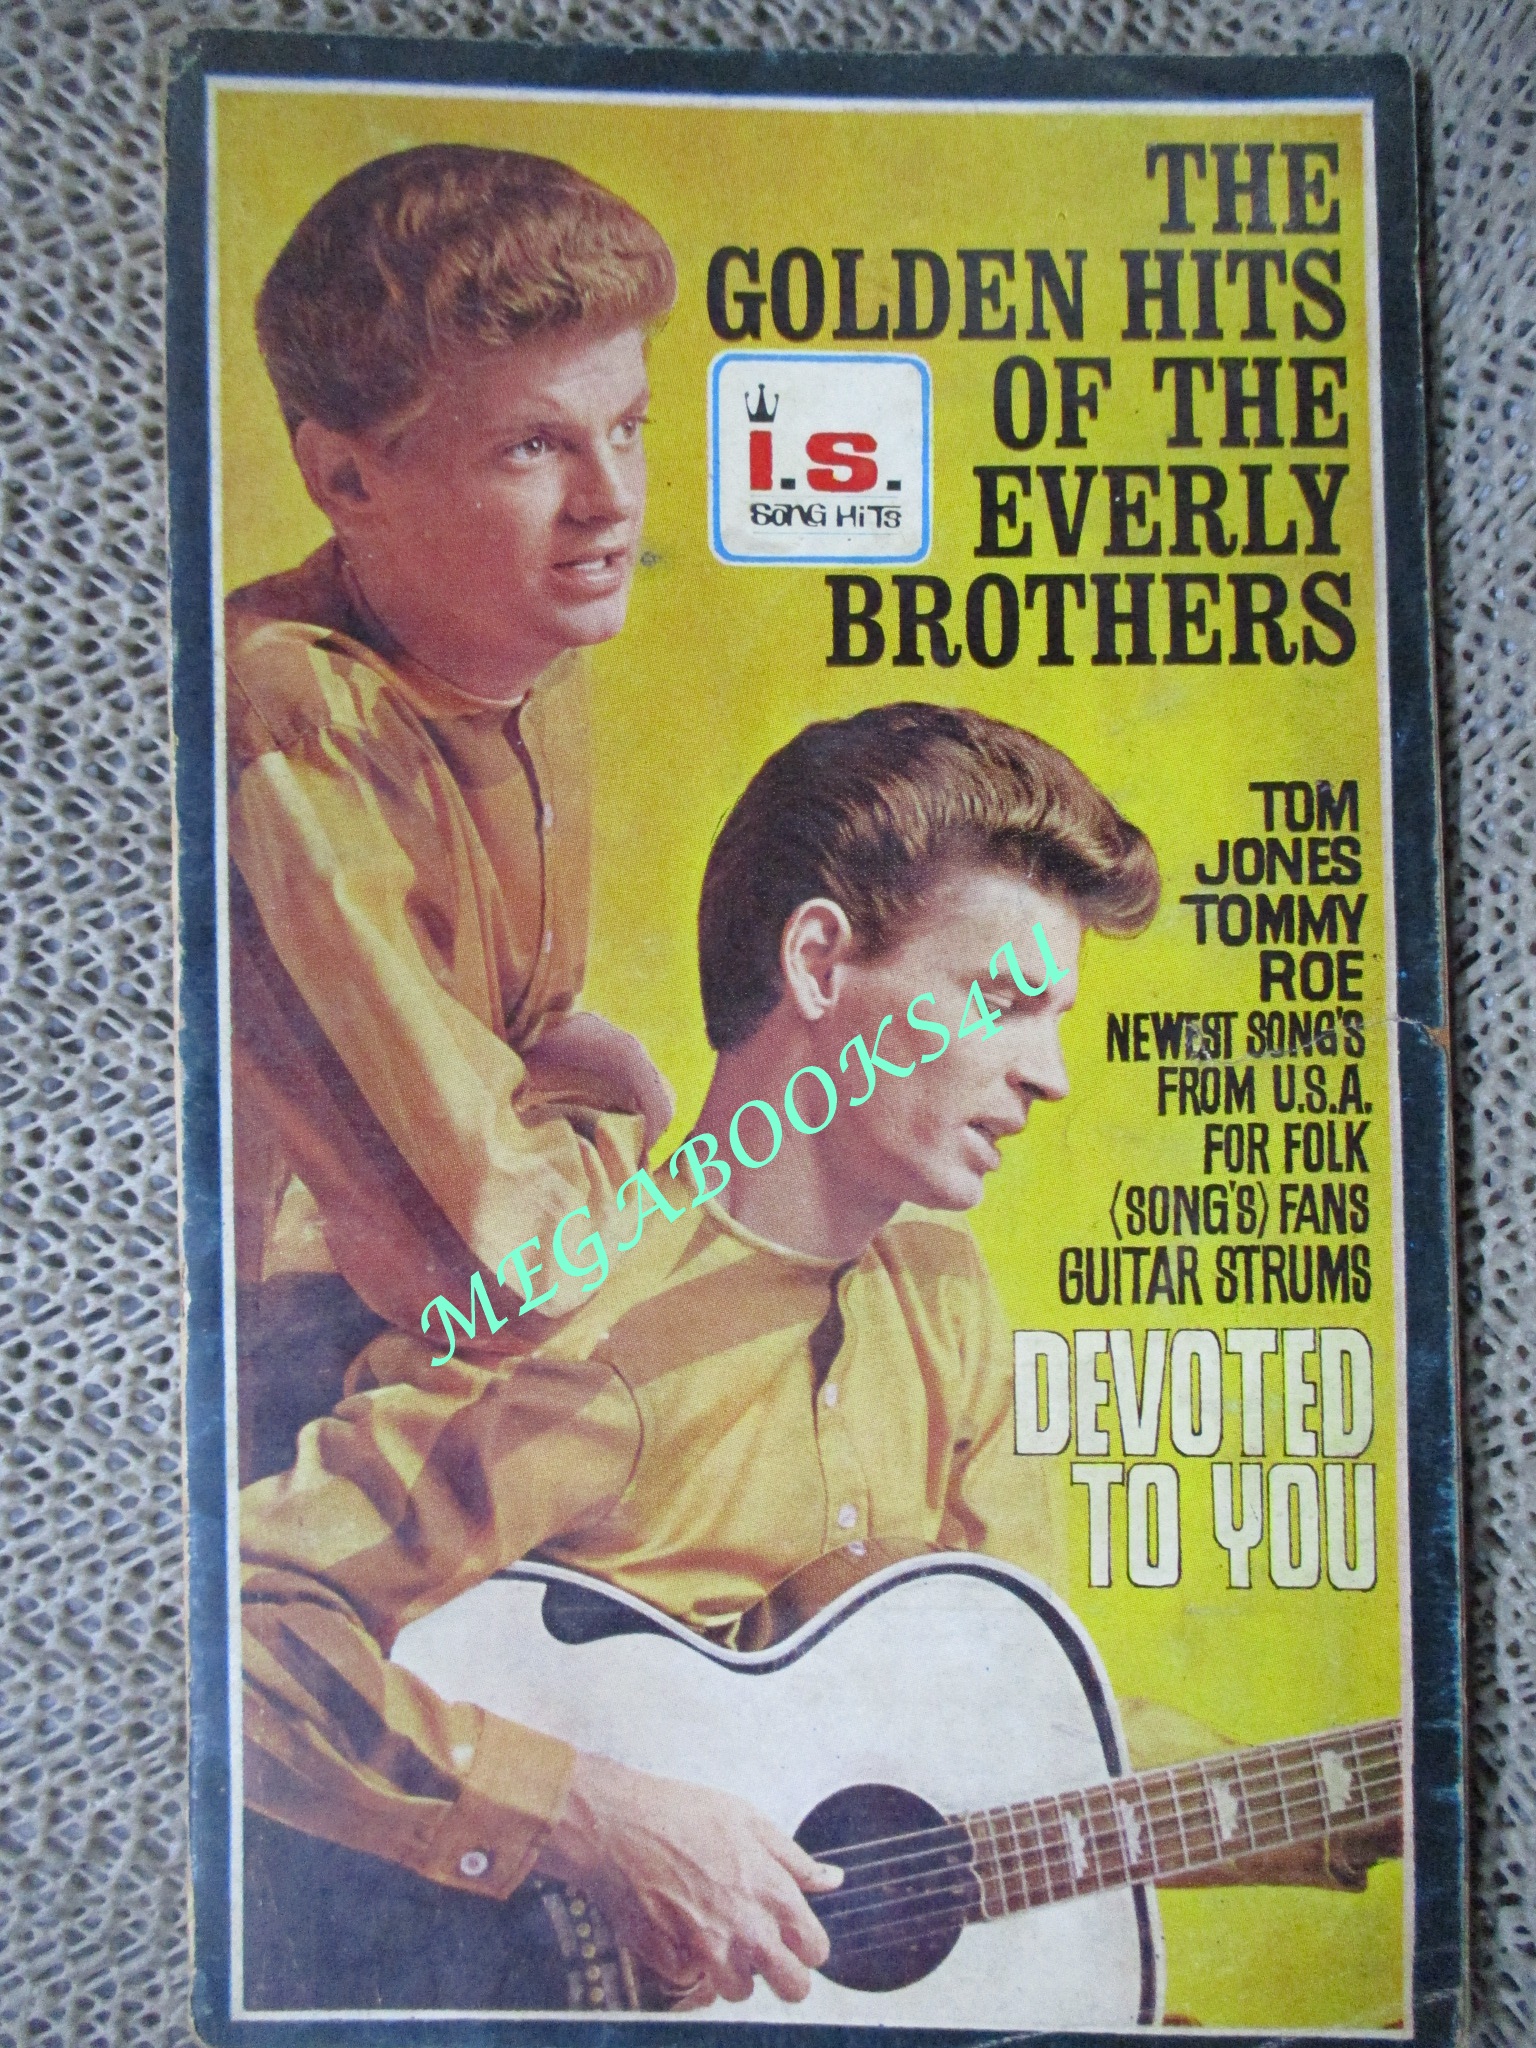 THE
GOLDEN HITS
OF THE
EVERLY
BROTHERS
I.S.
SONG HITS
TOM
JONES
TOMMY
ROE
NEWEST SONG'S
FROM U.S.A.
FOR FOLK
(SONG'S) FANS
GUITAR STRUMS
DEVOTED
TO YOU
MEGABOOKS4U